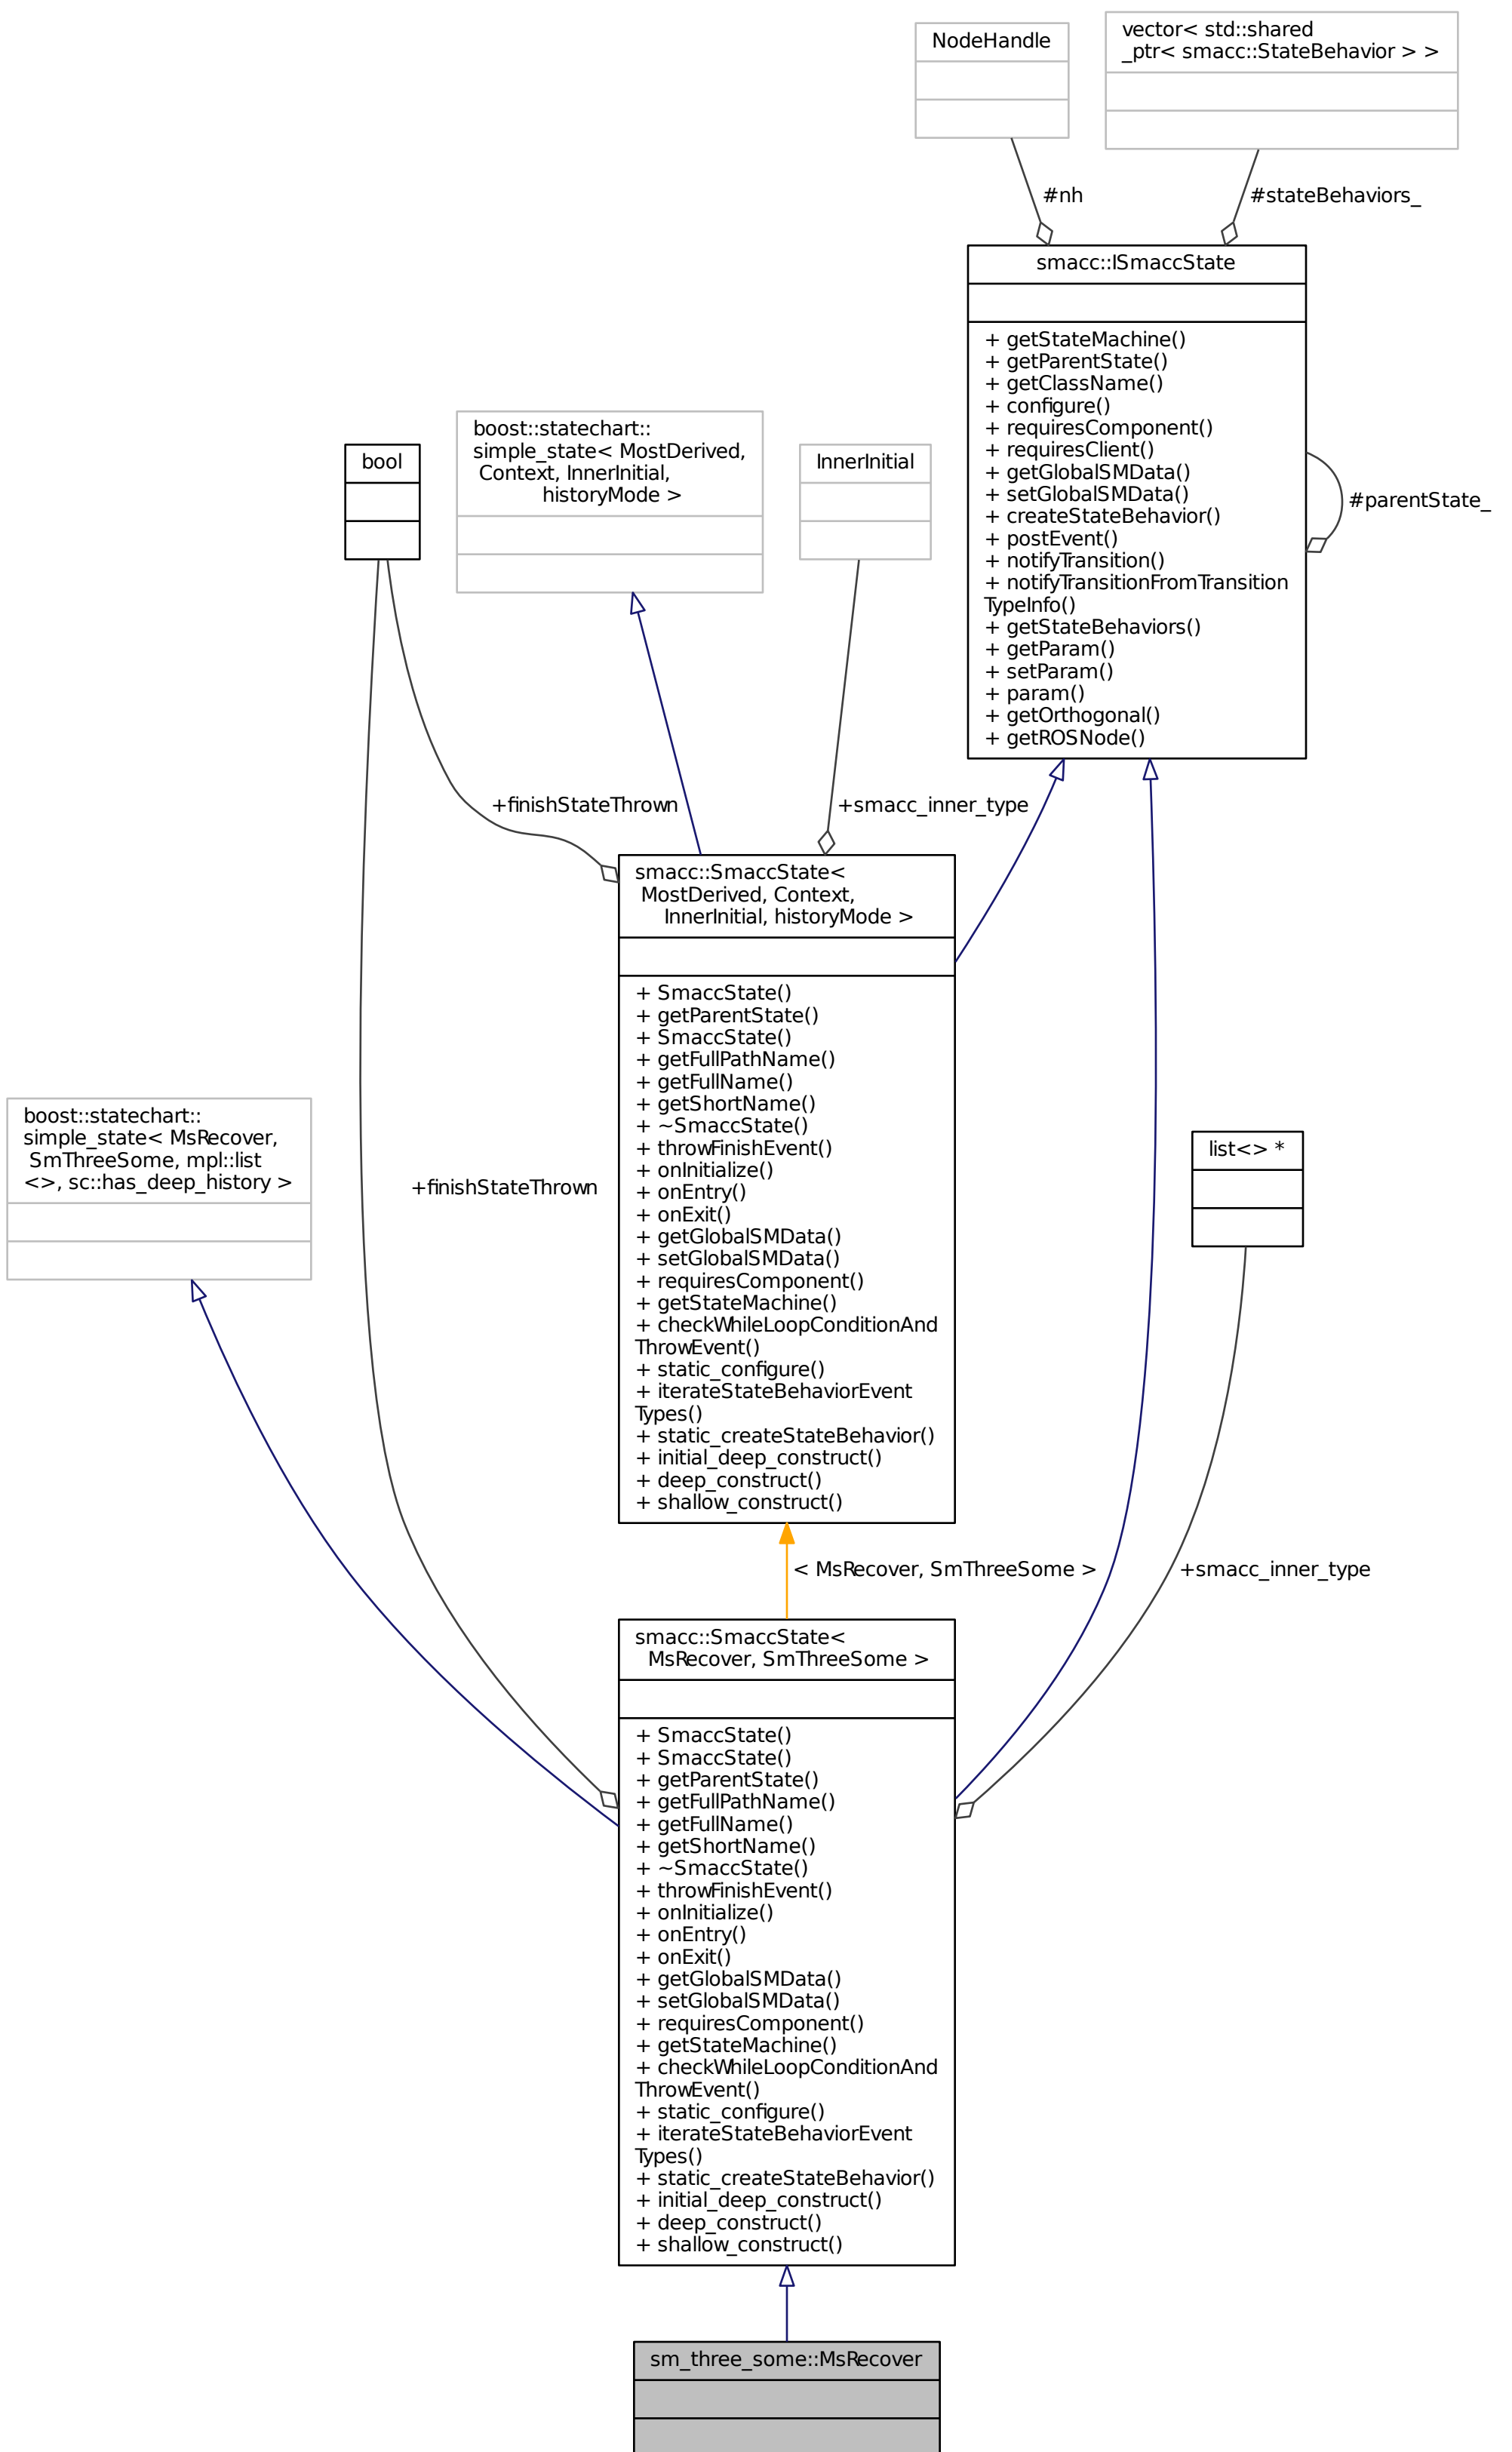 NodeHandle
vector< std::shared
_ptr< smacc::StateBehavior > >
#nh
#stateBehaviors_
smacc::ISmaccState
+ getStateMachine()
+ getParentState()
+ getClassName()
+ configure()
+ requiresComponent()
+ requiresClient()
+ getGlobalSMData()
+ setGlobalSMData()
+ createStateBehavior()
+ postEvent()
+ notifyTransition()
+ notifyTransitionFromTransition
TypeInfo()
+ getStateBehaviors()
+ getParam()
+ setParam()
+ param()
+ getOrthogonal()
+ getROSNode()
#parentState_
bool
boost::statechart::
simple_state< MostDerived,
Context, InnerInitial,
historyMode >
InnerInitial
+finishStateThrown
+smacc_inner_type
smacc::SmaccState<
MostDerived, Context,
InnerInitial, historyMode >
+ SmaccState()
+ getParentState()
+ SmaccState()
+ getFullPathName()
+ getFullName()
+ getShortName()
+ ~SmaccState()
+ throwFinishEvent()
+ onInitialize()
+ onEntry()
+ onExit()
+ getGlobalSMData()
+ setGlobalSMData()
+ requiresComponent()
+ getStateMachine()
+ checkWhileLoopConditionAnd
ThrowEvent()
+ static_configure()
+ iterateStateBehaviorEvent
Types()
+ static_createStateBehavior()
+ initial_deep_construct()
+ deep_construct()
+ shallow_construct()
boost::statechart::
simple_state< MsRecover,
SmThreeSome, mpl::list
<>, sc::has_deep_history >
+finishStateThrown
list<> *
< MsRecover, SmThreeSome >
+smacc_inner_type
smacc::SmaccState<
MsRecover, SmThreeSome >
+ SmaccState()
+ SmaccState()
+ getParentState()
+ getFullPathName()
+ getFullName()
+ getShortName()
+ ~SmaccState()
+ throwFinishEvent()
+ onInitialize()
+ onEntry()
+ onExit()
+ getGlobalSMData()
+ setGlobalSMData()
+ requiresComponent()
+ getStateMachine()
+ checkWhileLoopConditionAnd
ThrowEvent()
+ static_configure()
+ iterateStateBehaviorEvent
Types()
+ static_createStateBehavior()
+ initial_deep_construct()
+ deep_construct()
+ shallow_construct()
sm_three_some::MsRecover